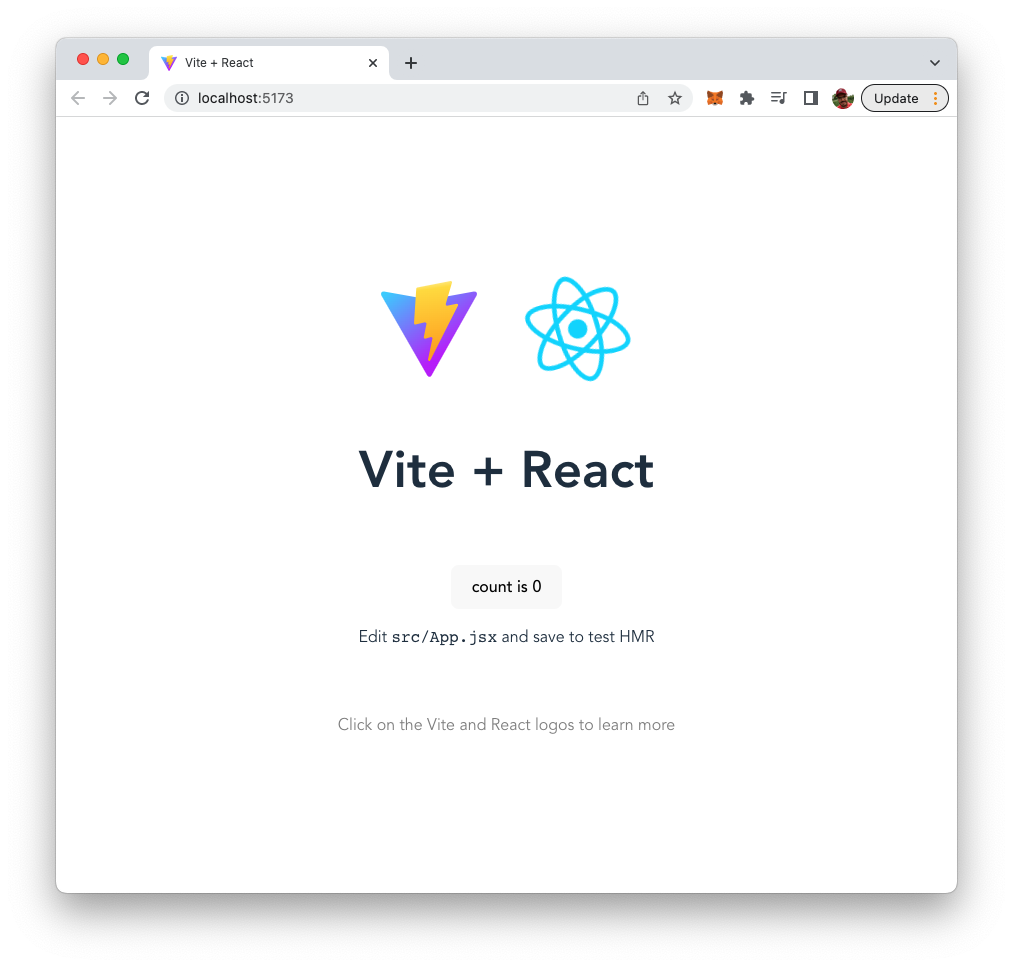 Vite + React
localhost:5173
Update
Vite + React
count is 0
Edit src/App.jsx and save to test HMR
Click on the Vite and React logos to learn more